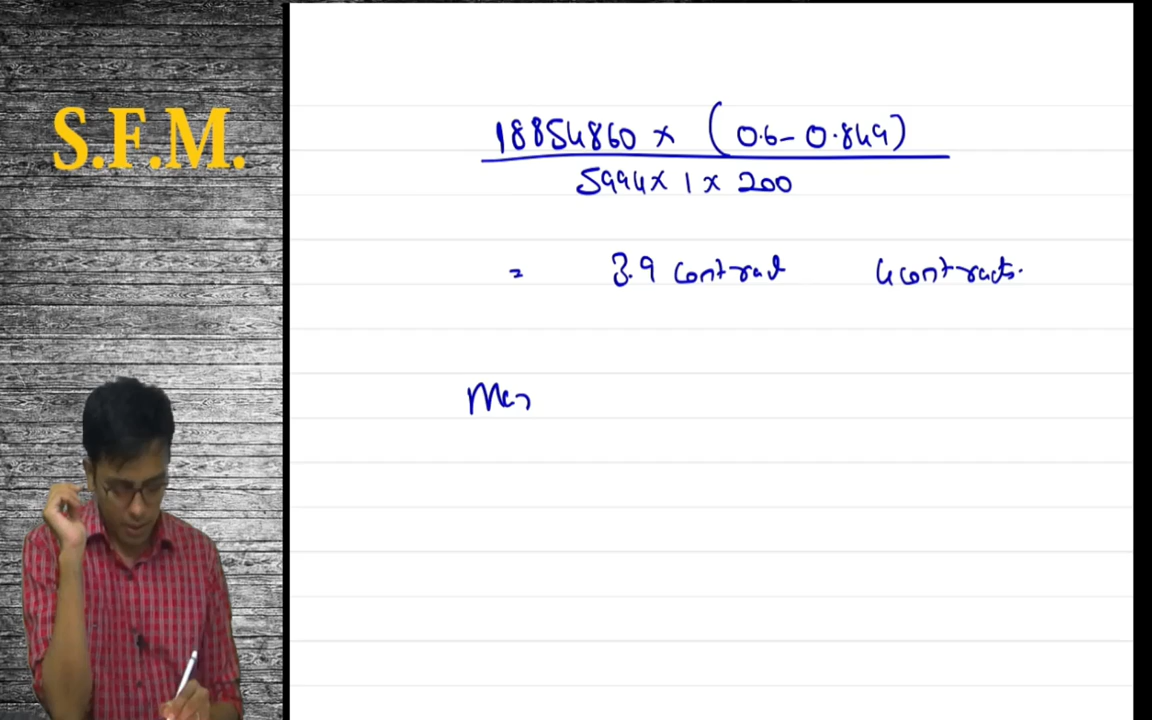 S.F.M.
18854860 x (0.6 - 0.849)
5994 x 1 x 200
= 3.9 contract 4 contracts.